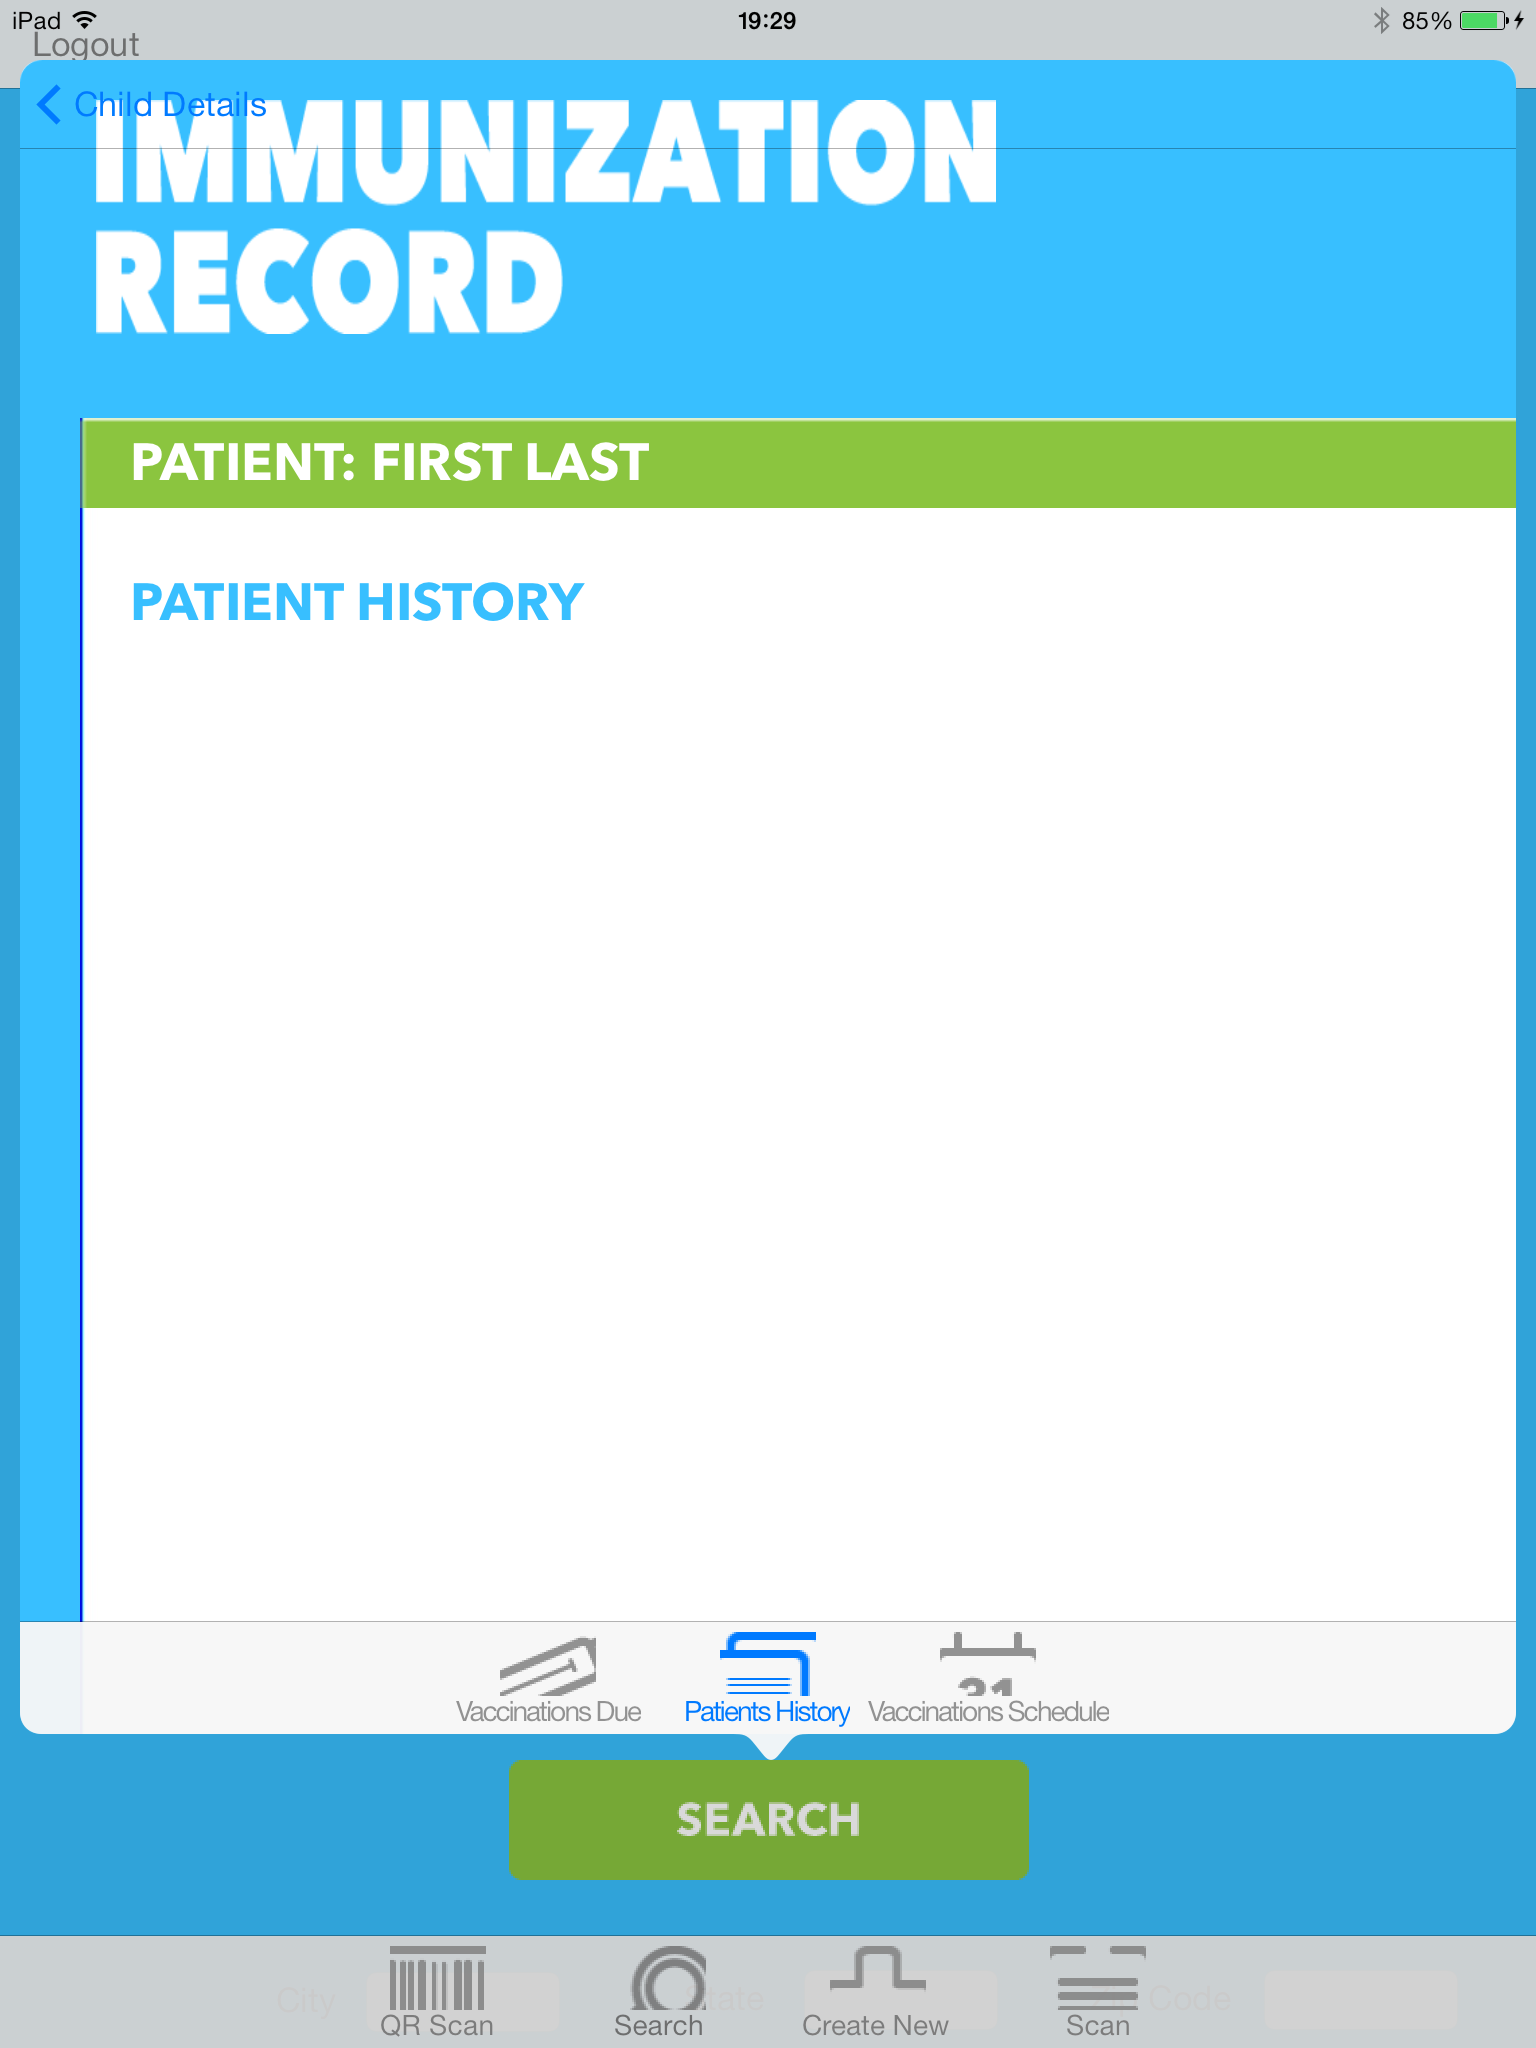 iPad 19:29 85%
Logout
Child Details
IMMUNIZATION
RECORD
PATIENT: FIRST LAST
PATIENT HISTORY
31
Vaccinations Due Patients History Vaccinations Schedule
SEARCH
City State Code
QR Scan Search Create New Scan